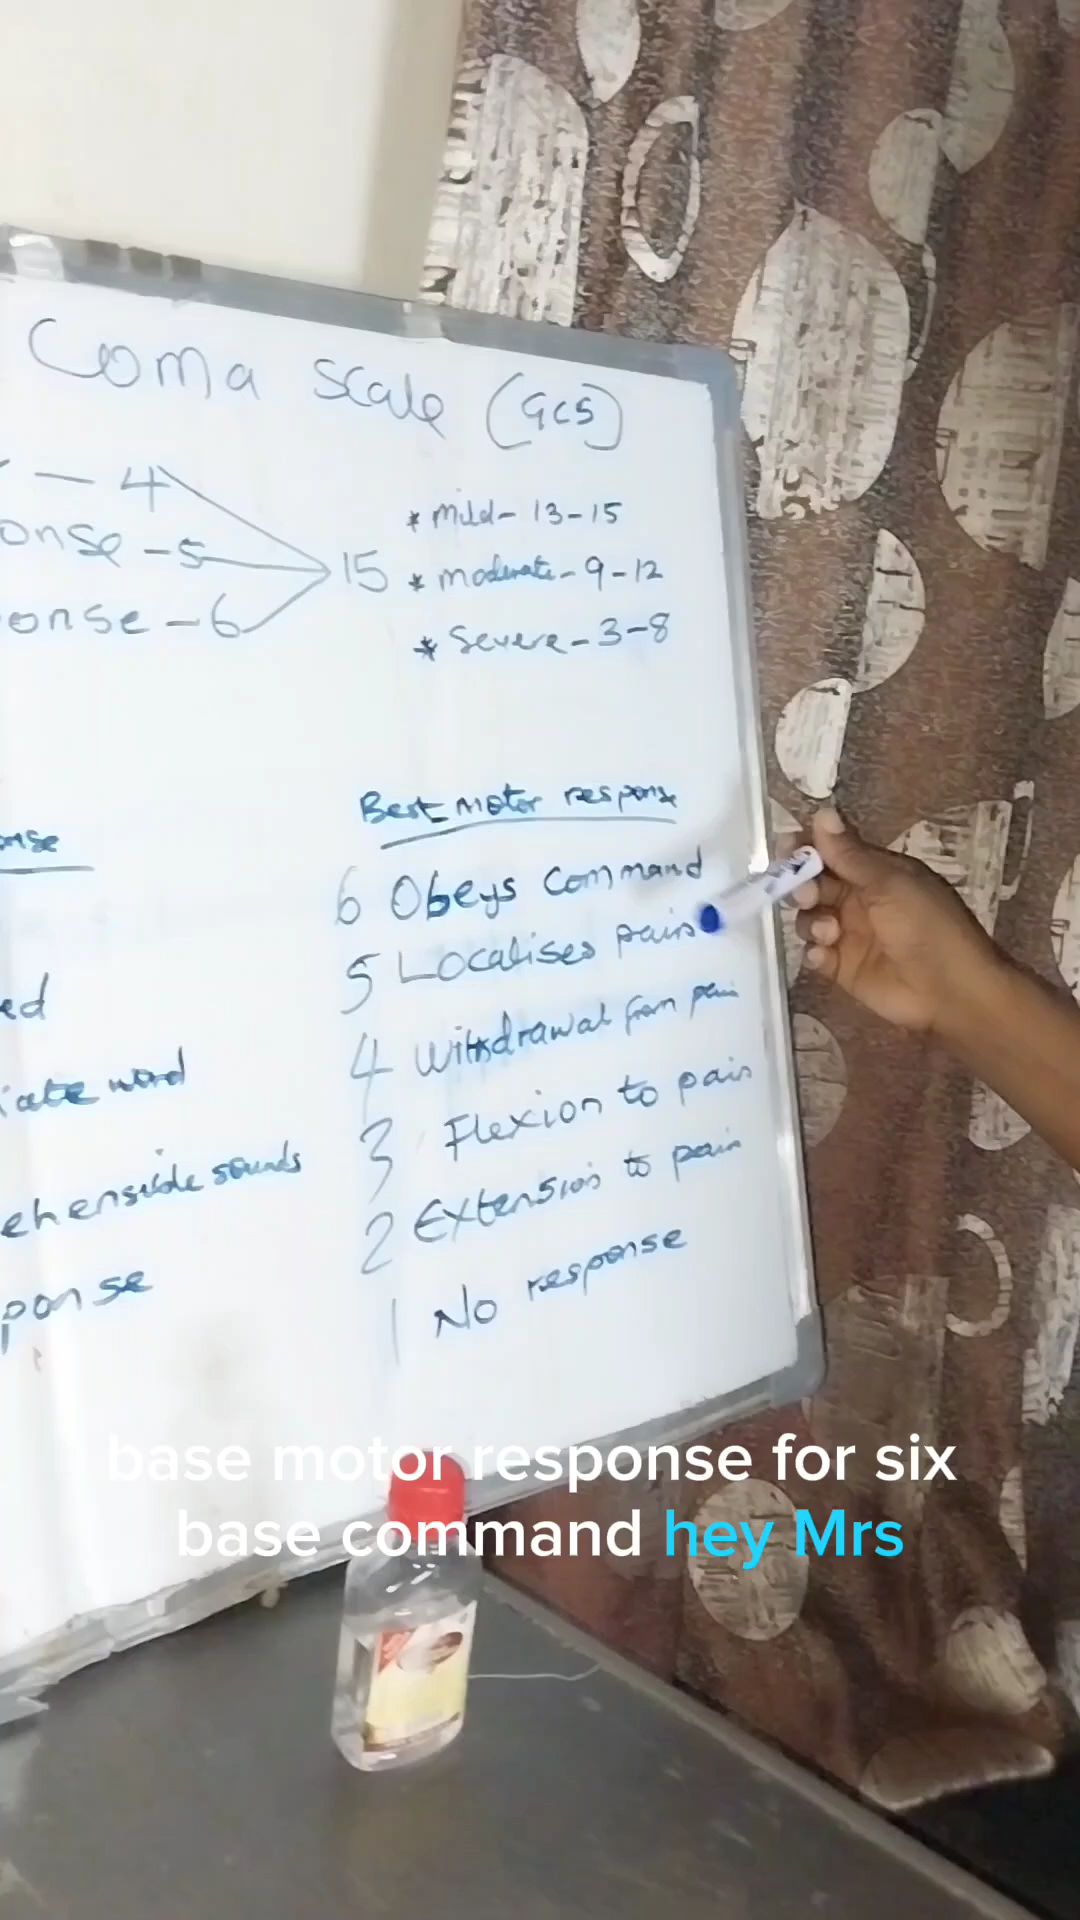 Coma Scale (GCS)
– 4
onse – 5
onse – 6
15
* mild – 13 – 15
* moderate – 9 – 12
* Severe – 3 – 8
onse
ed
iate word
ehensible sounds
ponse
Best motor response
6 Obeys Command
5 Localises pain
4 Withdrawal from pain
3 Flexion to pain
2 Extension to pain
1 No response
base motor response for six
base command hey Mrs